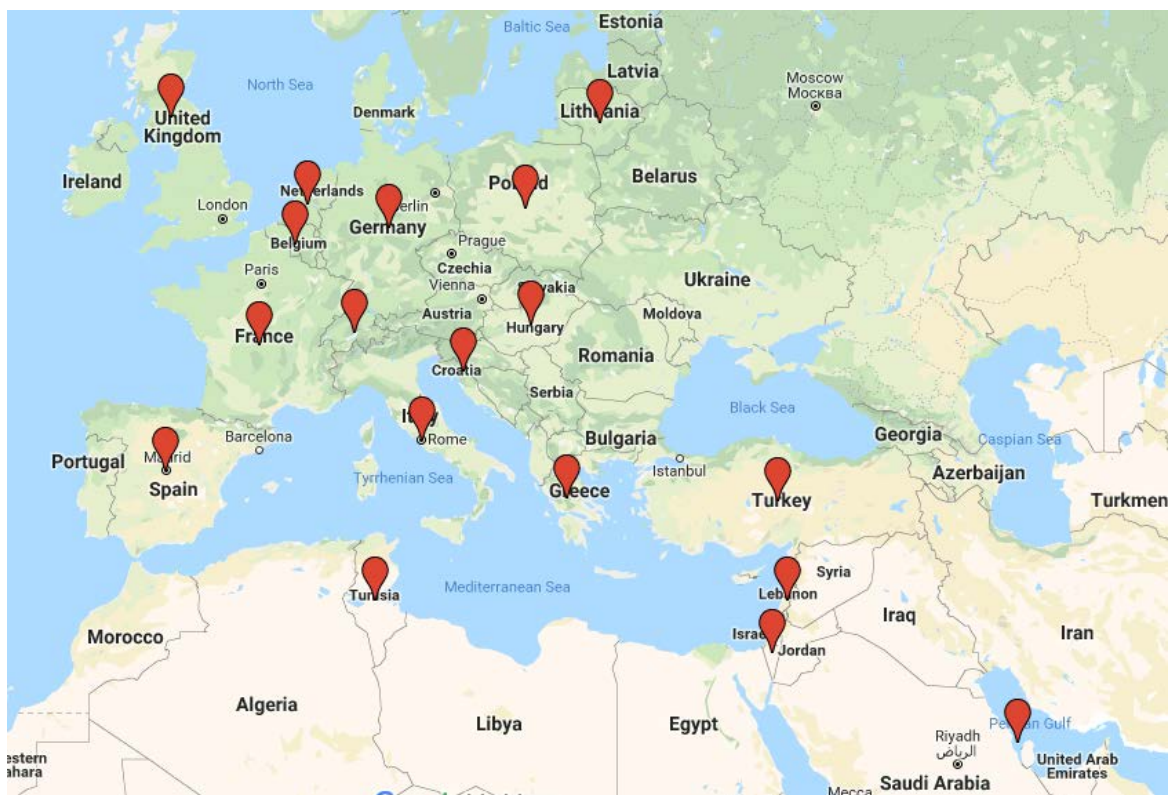 Estonia
Baltic Sea
Latvia
Moscow
Москва
North Sea
Denmark
Lithuania
United
Kingdom
Ireland
Netherlands
Poland
Belarus
London
Berlin
Germany
Belgium
Prague
Czechia
Paris
Vienna
Slovakia
Ukraine
Austria
Moldova
France
Hungary
Romania
Croatia
Serbia
Italy
Black Sea
Barcelona
Rome
Bulgaria
Georgia
Caspian Sea
Portugal
Madrid
Spain
Tyrrhenian Sea
Istanbul
Azerbaijan
Greece
Turkey
Turkmen
Mediterranean Sea
Tunisia
Syria
Lebanon
Iraq
Morocco
Israel
Jordan
Iran
Algeria
Libya
Egypt
Persian Gulf
Riyadh
الرياض
United Arab
Emirates
estern
ahara
Saudi Arabia
Mecca